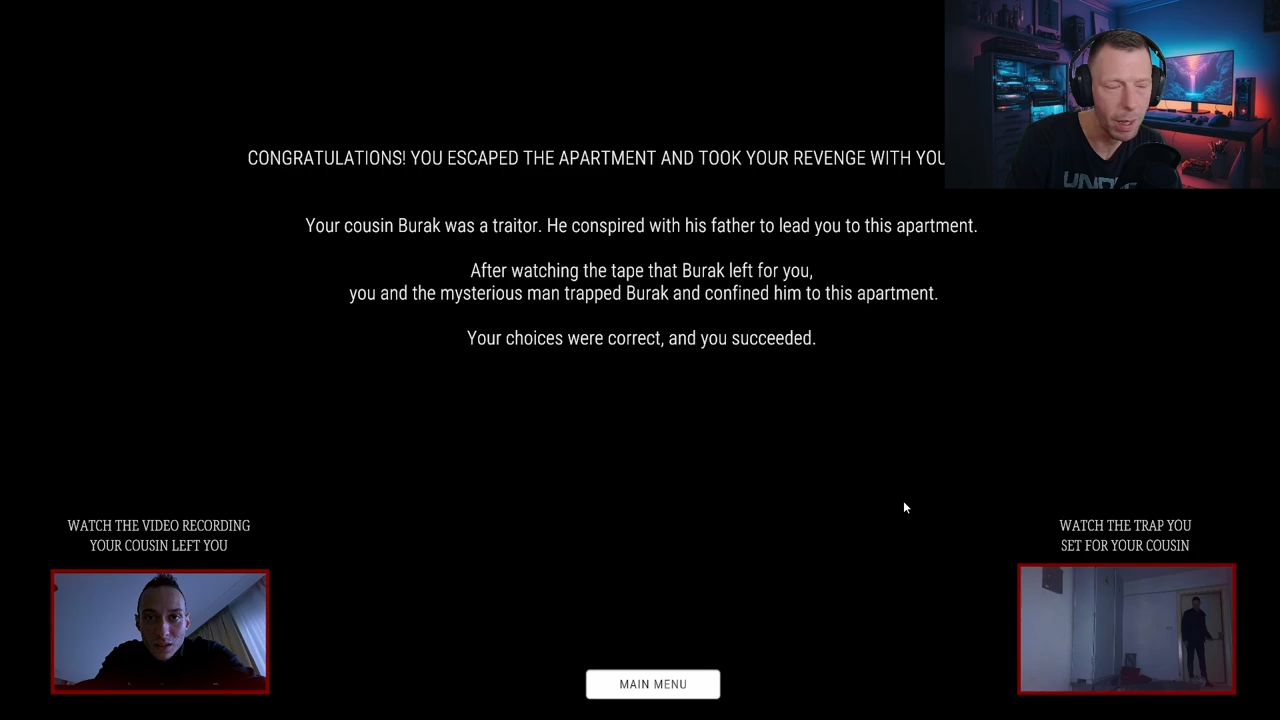 CONGRATULATIONS! YOU ESCAPED THE APARTMENT AND TOOK YOUR REVENGE WITH
Your cousin Burak was a traitor. He conspired with his father to lead you to this apartment.
After watching the tape that Burak left for you,
you and the mysterious man trapped Burak and confined him to this apartment.
Your choices were correct, and you succeeded.
WATCH THE VIDEO RECORDING
YOUR COUSIN LEFT YOU
WATCH THE TRAP YOU
SET FOR YOUR COUSIN
MAIN MENU